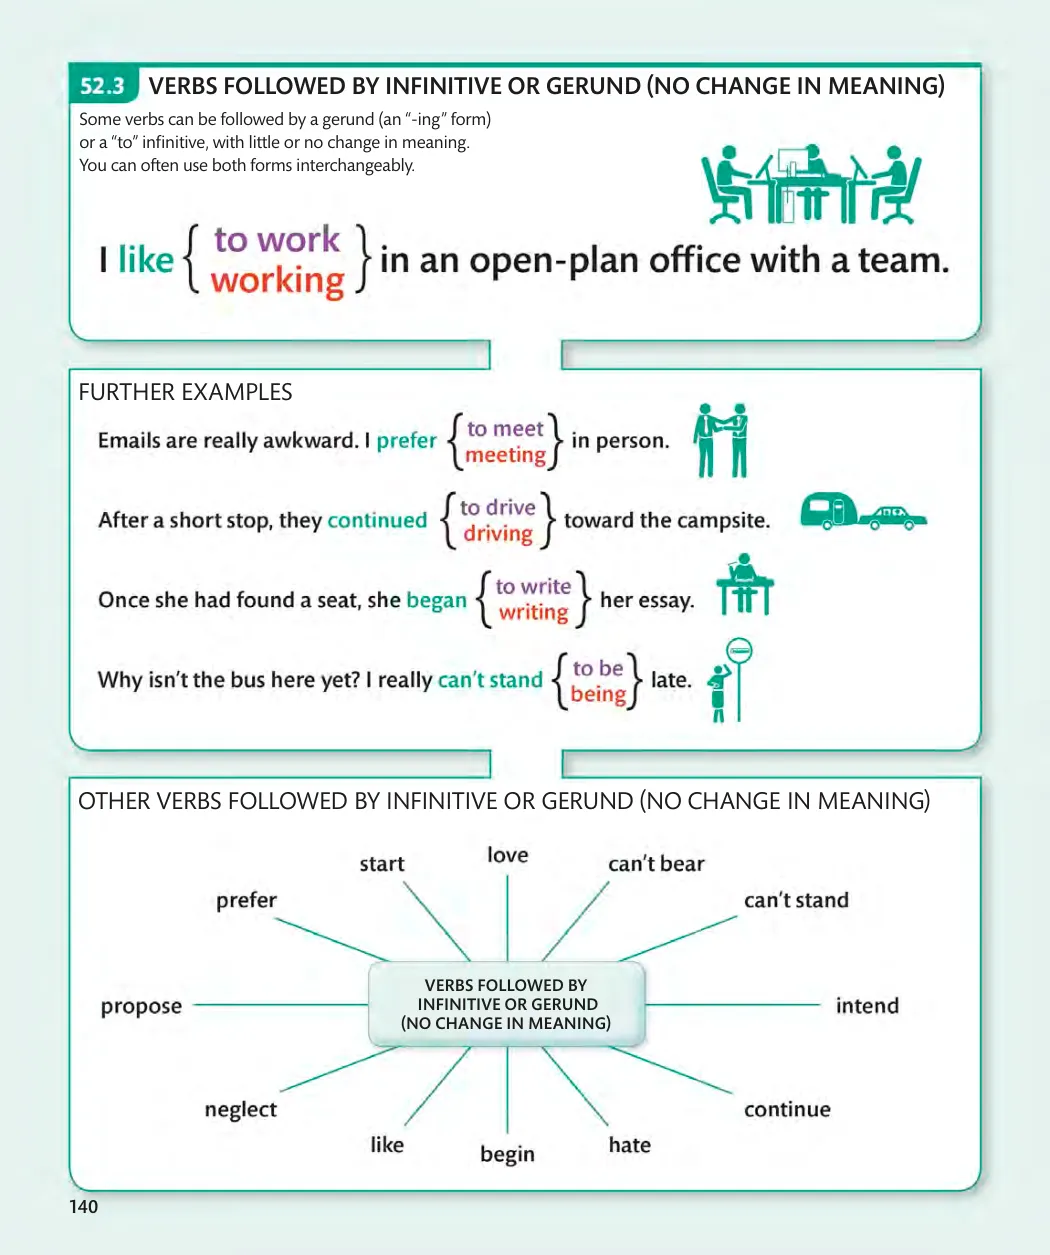 52.3 VERBS FOLLOWED BY INFINITIVE OR GERUND (NO CHANGE IN MEANING)
Some verbs can be followed by a gerund (an “-ing” form)
or a “to” infinitive, with little or no change in meaning.
You can often use both forms interchangeably.
I like { to work
working } in an open-plan office with a team.
FURTHER EXAMPLES
Emails are really awkward. I prefer { to meet
meeting } in person.
After a short stop, they continued { to drive
driving } toward the campsite.
Once she had found a seat, she began { to write
writing } her essay.
Why isn't the bus here yet? I really can't stand { to be
being } late.
OTHER VERBS FOLLOWED BY INFINITIVE OR GERUND (NO CHANGE IN MEANING)
love
start
can't bear
prefer
can't stand
VERBS FOLLOWED BY
INFINITIVE OR GERUND
(NO CHANGE IN MEANING)
propose
intend
neglect
continue
like
hate
begin
140